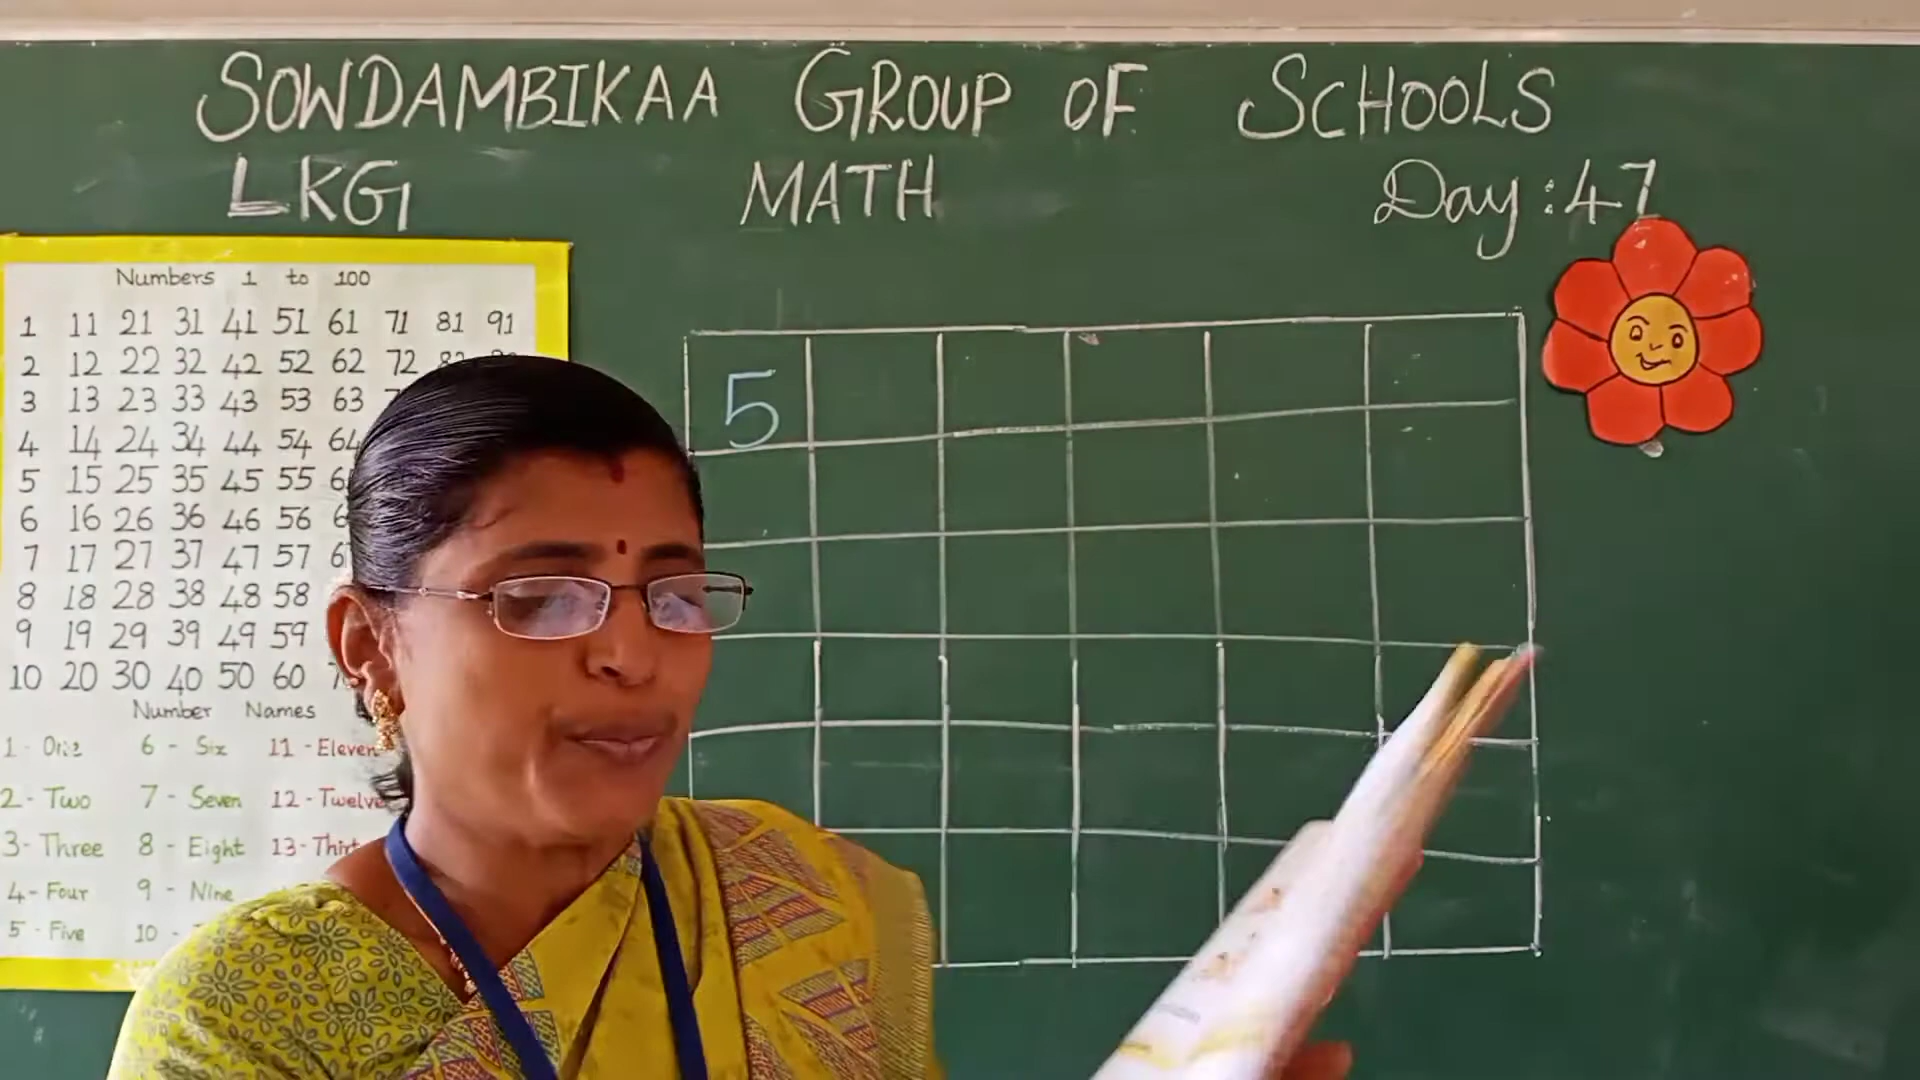 SOWDAMBIKAA GROUP OF SCHOOLS
LKG MATH Day:47
Numbers 1 to 100
1 11 21 31 41 51 61 71 81 91
2 12 22 32 42 52 62 72
3 13 23 33 43 53 63
4 14 24 34 44 54 64
5 15 25 35 45 55
6 16 26 36 46 56
7 17 27 37 47 57
8 18 28 38 48 58
9 19 29 39 49 59
10 20 30 40 50 60
Number Names
1 - One 6 - Six 11 - Eleven
2 - Two 7 - Seven 12 - Twelve
3 - Three 8 - Eight 13 -
4 - Four 9 - Nine
5 - Five 10 -
5